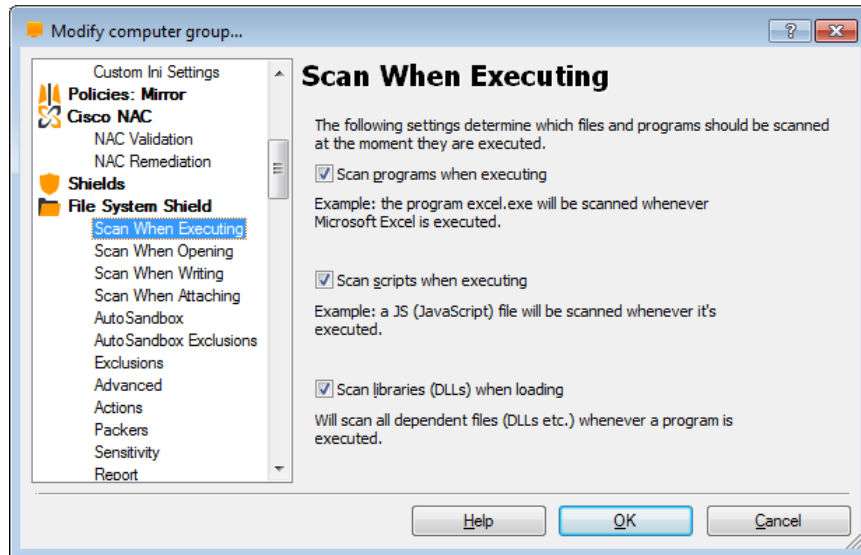 Modify computer group...
Custom Ini Settings
Policies: Mirror
Cisco NAC
NAC Validation
NAC Remediation
Shields
File System Shield
Scan When Executing
Scan When Opening
Scan When Writing
Scan When Attaching
AutoSandbox
AutoSandbox Exclusions
Exclusions
Advanced
Actions
Packers
Sensitivity
Report
Scan When Executing
The following settings determine which files and programs should be scanned
at the moment they are executed.
Scan programs when executing
Example: the program excel.exe will be scanned whenever
Microsoft Excel is executed.
Scan scripts when executing
Example: a JS (JavaScript) file will be scanned whenever it's
executed.
Scan libraries (DLLs) when loading
Will scan all dependent files (DLLs etc.) whenever a program is
executed.
Help
OK
Cancel